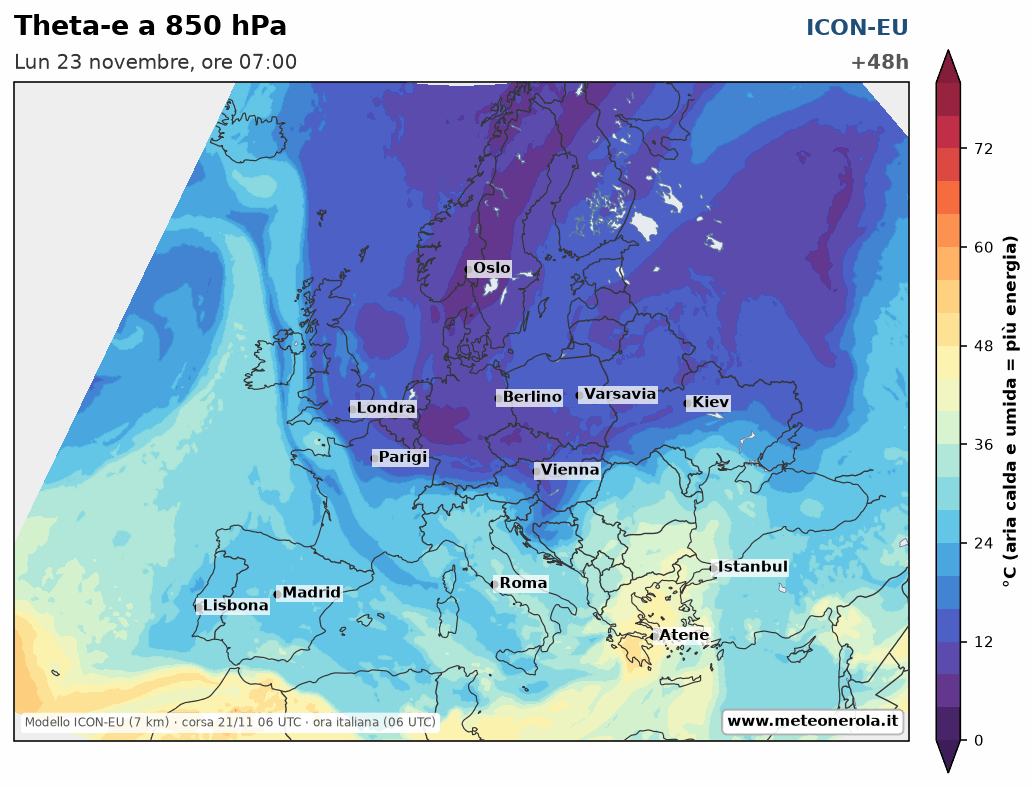 Theta-e a 850 hPa
ICON-EU
Lun 23 novembre, ore 07:00
+48h
Oslo
Berlino
Varsavia
Londra
Kiev
Parigi
Vienna
Istanbul
Roma
Madrid
Lisbona
Atene
Modello ICON-EU (7 km) · corsa 21/11 06 UTC · ora italiana (06 UTC)
www.meteonerola.it
72
60
48
36
24
12
0
°C (aria calda e umida = più energia)